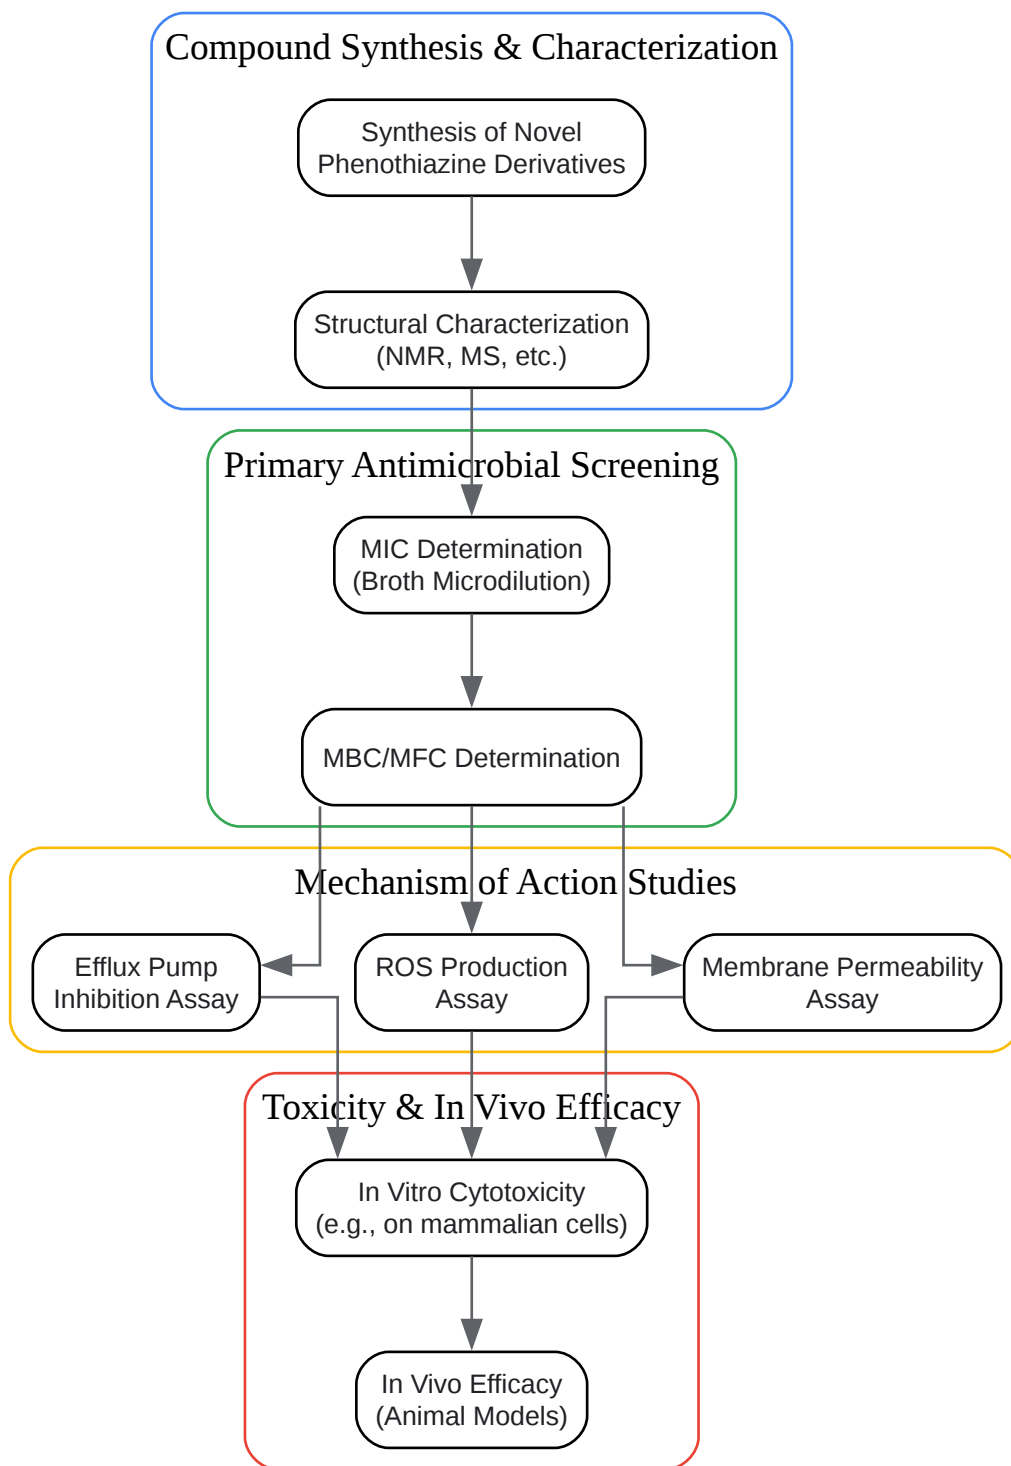 Compound Synthesis & Characterization
Synthesis of Novel
Phenothiazine Derivatives
Structural Characterization
(NMR, MS, etc.)
Primary Antimicrobial Screening
MIC Determination
(Broth Microdilution)
MBC/MFC Determination
Mechanism of Action Studies
Efflux Pump
Inhibition Assay
ROS Production
Assay
Membrane Permeability
Assay
Toxicity & In Vivo Efficacy
In Vitro Cytotoxicity
(e.g., on mammalian cells)
In Vivo Efficacy
(Animal Models)